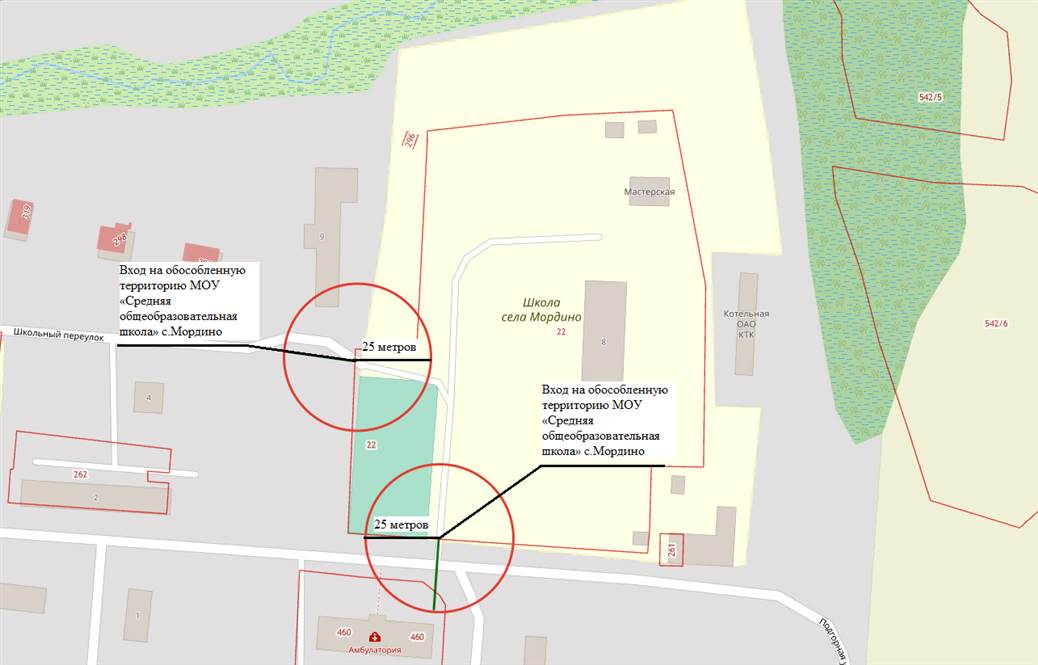 542/5
296
Мастерская
9
Вход на обособленную
территорию МОУ
«Средняя
общеобразовательная
школа» с.Мордино
Школа
села Мордино
22
8
Котельная
ОАО
КТК
542/6
Школьный переулок
25 метров
Вход на обособленную
территорию МОУ
«Средняя
общеобразовательная
школа» с.Мордино
4
22
262
2
25 метров
261
1
460
460
Амбулатория
Подгорная